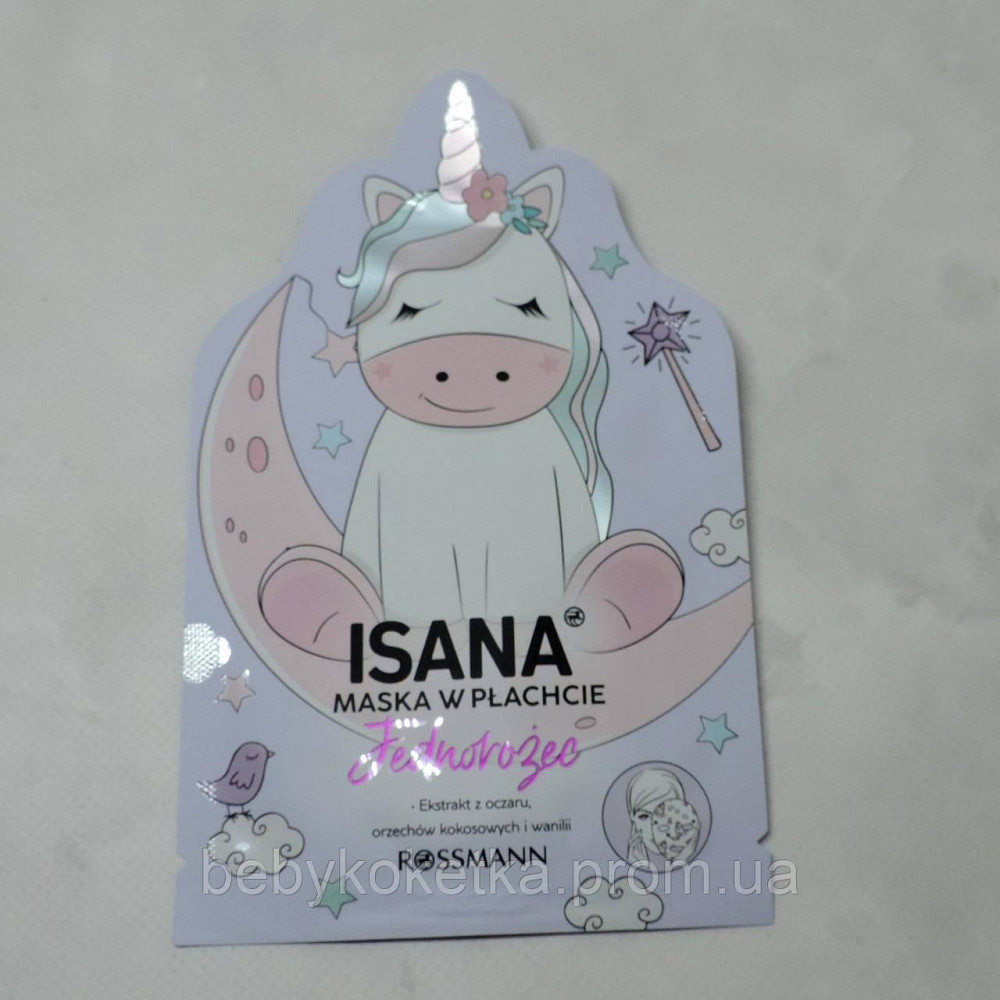 ISANA
MASKA W PŁACHCIE
Jednorożec
• Ekstrakt z oczaru,
orzechów kokosowych i wanilii
ROSSMANN
bebykoketka.prom.ua